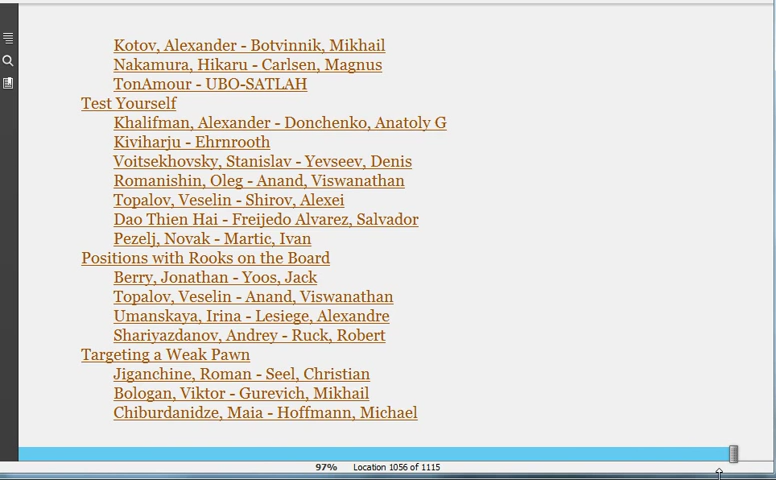 Kotov, Alexander - Botvinnik, Mikhail
Nakamura, Hikaru - Carlsen, Magnus
TonAmour - UBO-SATLAH
Test Yourself
Khalifman, Alexander - Donchenko, Anatoly G
Kiviharju - Ehrnrooth
Voitsekhovsky, Stanislav - Yevseev, Denis
Romanishin, Oleg - Anand, Viswanathan
Topalov, Veselin - Shirov, Alexei
Dao Thien Hai - Freijedo Alvarez, Salvador
Pezelj, Novak - Martic, Ivan
Positions with Rooks on the Board
Berry, Jonathan - Yoos, Jack
Topalov, Veselin - Anand, Viswanathan
Umanskaya, Irina - Lesiege, Alexandre
Shariyazdanov, Andrey - Ruck, Robert
Targeting a Weak Pawn
Jiganchine, Roman - Seel, Christian
Bologan, Viktor - Gurevich, Mikhail
Chiburdanidze, Maia - Hoffmann, Michael
97% Location 1056 of 1115